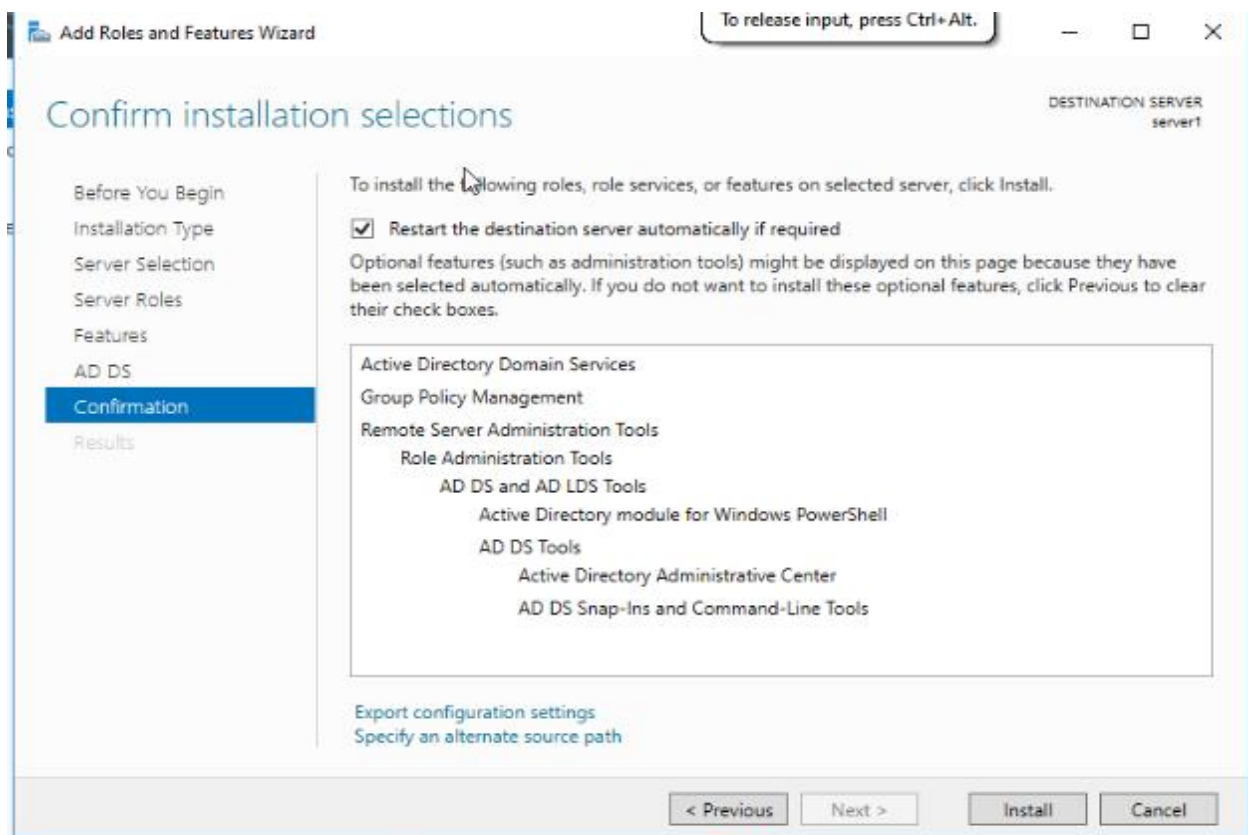 Add Roles and Features Wizard
To release input, press Ctrl+Alt.
Confirm installation selections
DESTINATION SERVER
server1
Before You Begin
Installation Type
Server Selection
Server Roles
Features
AD DS
Confirmation
Results
To install the following roles, role services, or features on selected server, click Install.
Restart the destination server automatically if required
Optional features (such as administration tools) might be displayed on this page because they have
been selected automatically. If you do not want to install these optional features, click Previous to clear
their check boxes.
Active Directory Domain Services
Group Policy Management
Remote Server Administration Tools
Role Administration Tools
AD DS and AD LDS Tools
Active Directory module for Windows PowerShell
AD DS Tools
Active Directory Administrative Center
AD DS Snap-Ins and Command-Line Tools
Export configuration settings
Specify an alternate source path
< Previous
Next >
Install
Cancel